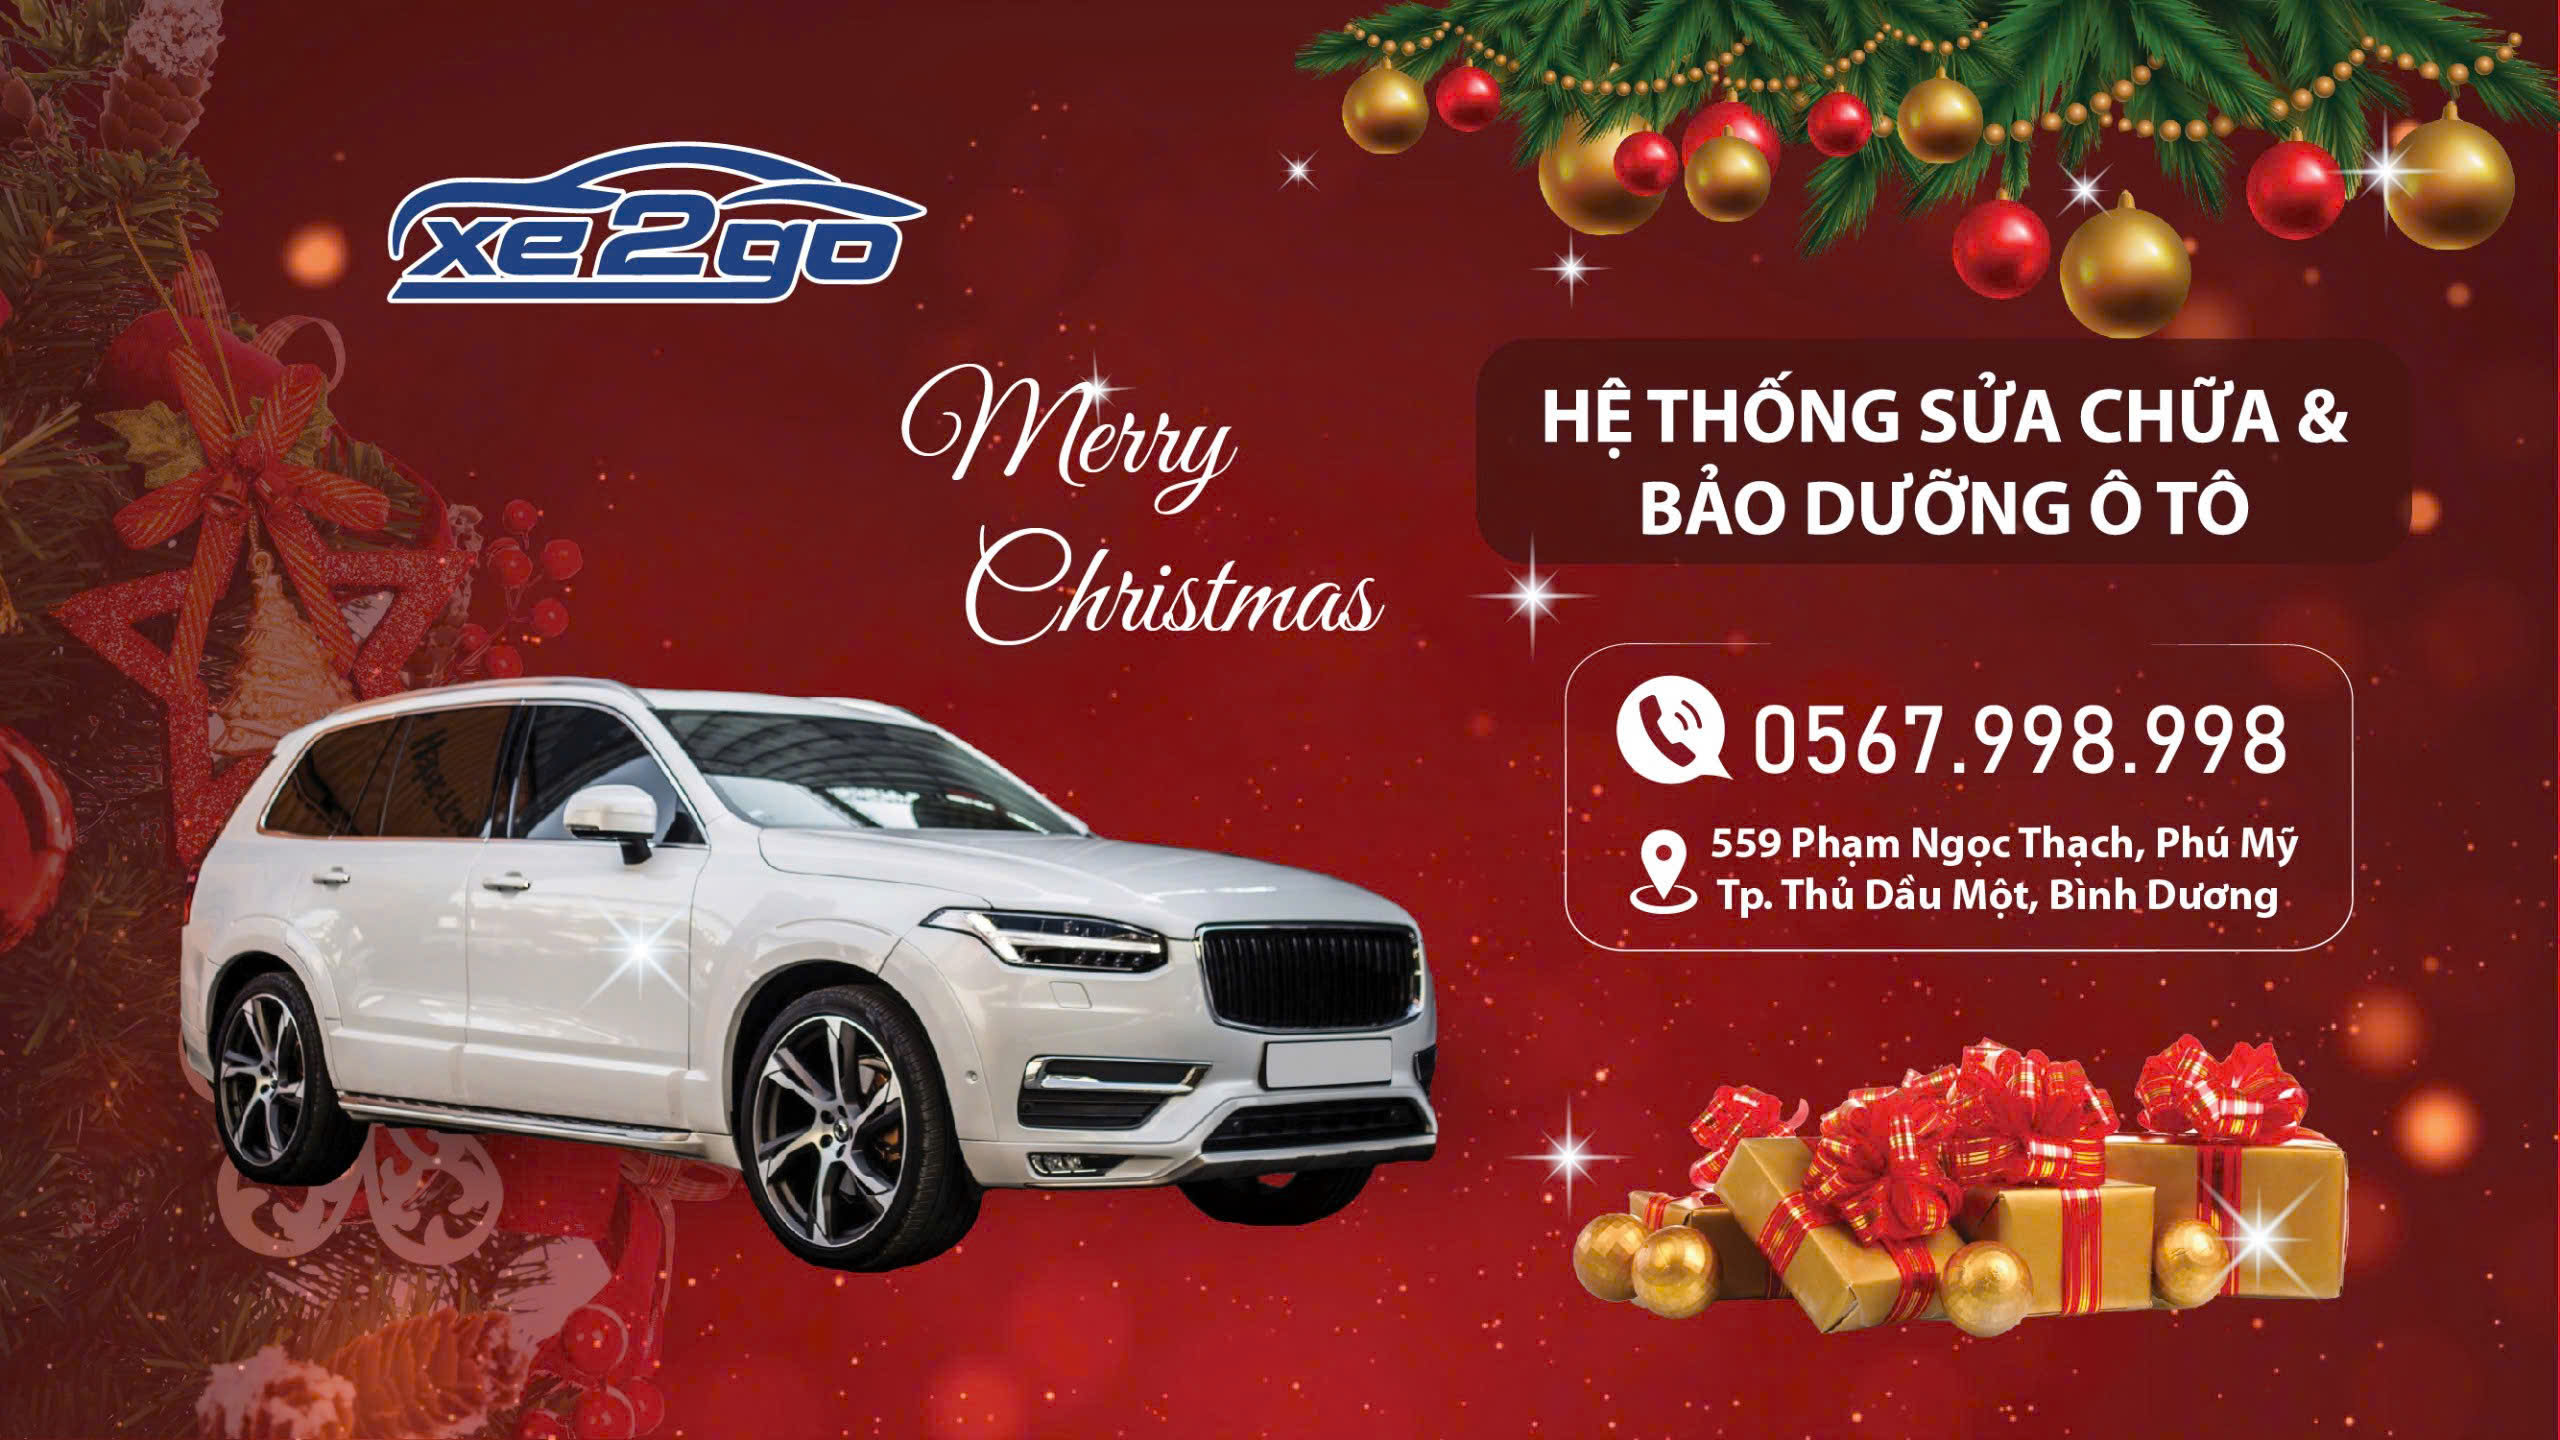 xe2go
Merry
Christmas
HỆ THỐNG SỬA CHỮA &
BẢO DƯỠNG Ô TÔ
0567.998.998
559 Phạm Ngọc Thạch, Phú Mỹ
Tp. Thủ Dầu Một, Bình Dương